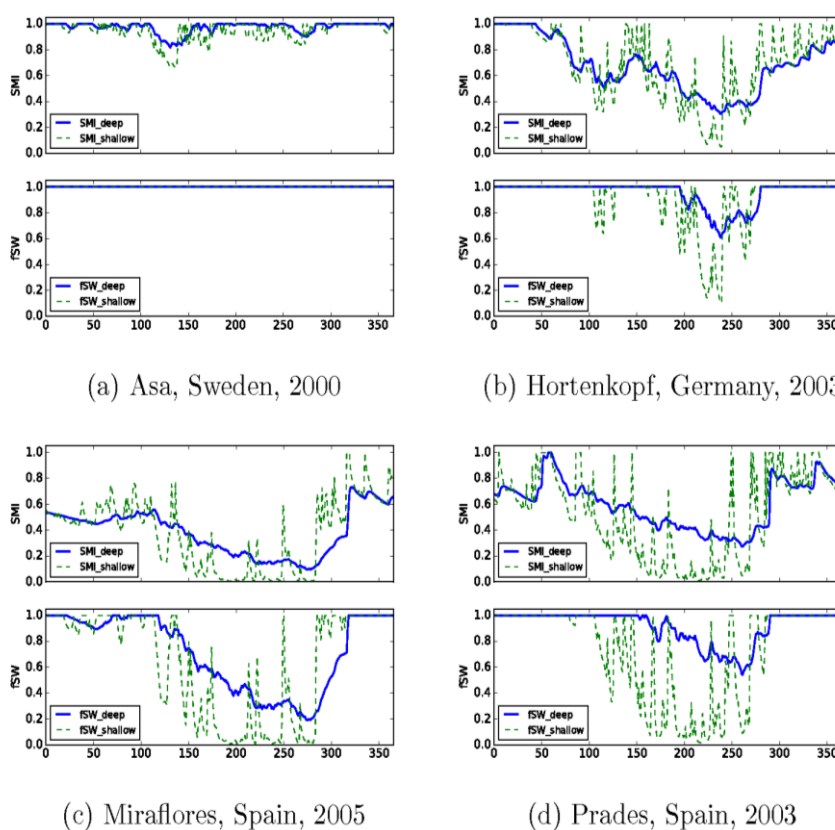 1.0
0.8
0.6
0.4
0.2
0.0
SMI
SMI_deep
SMI_shallow
1.0
0.8
0.6
0.4
0.2
0.0
fSW
fSW_deep
fSW_shallow
0 50 100 150 200 250 300 350
(a) Asa, Sweden, 2000
1.0
0.8
0.6
0.4
0.2
0.0
SMI
SMI_deep
SMI_shallow
1.0
0.8
0.6
0.4
0.2
0.0
fSW
fSW_deep
fSW_shallow
0 50 100 150 200 250 300 350
(b) Hortenkopf, Germany, 2003
1.0
0.8
0.6
0.4
0.2
0.0
SMI
SMI_deep
SMI_shallow
1.0
0.8
0.6
0.4
0.2
0.0
fSW
fSW_deep
fSW_shallow
0 50 100 150 200 250 300 350
(c) Miraflores, Spain, 2005
1.0
0.8
0.6
0.4
0.2
0.0
SMI
SMI_deep
SMI_shallow
1.0
0.8
0.6
0.4
0.2
0.0
fSW
fSW_deep
fSW_shallow
0 50 100 150 200 250 300 350
(d) Prades, Spain, 2003